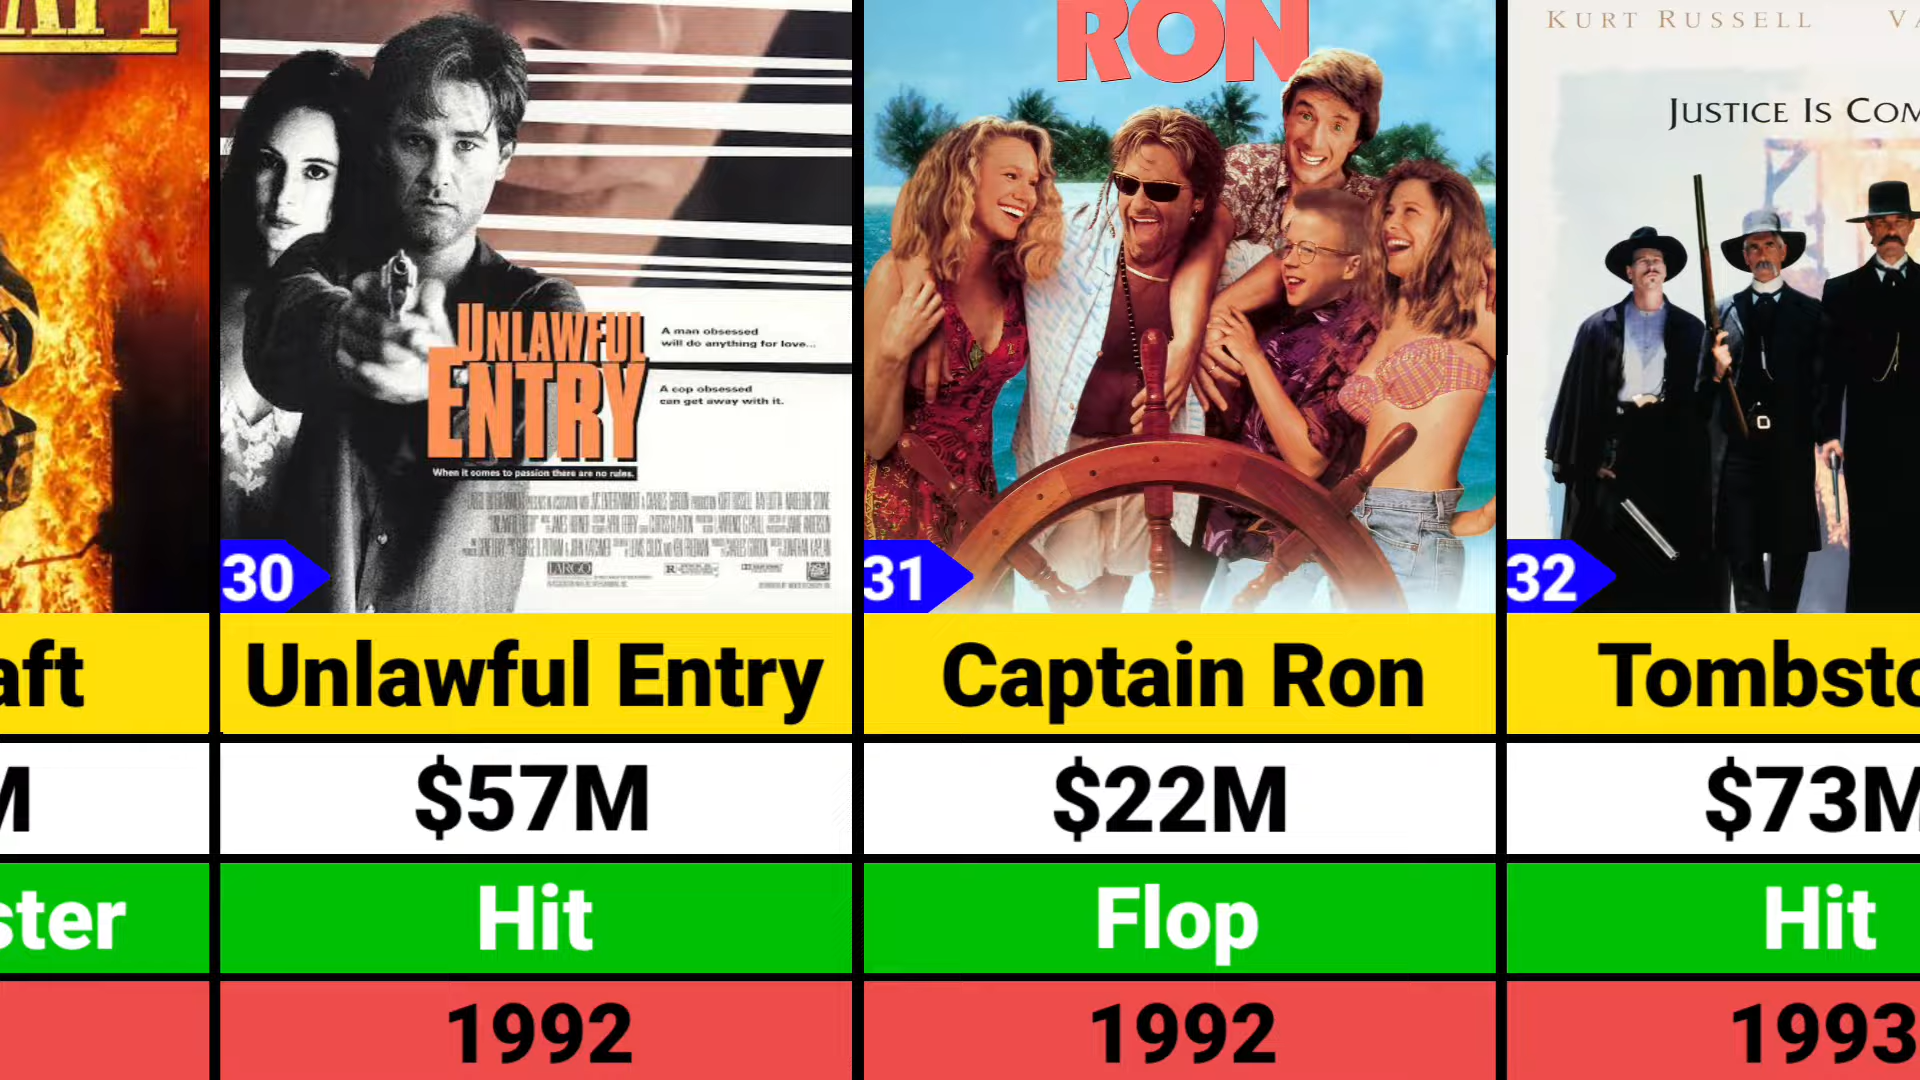 RON
KURT RUSSELL
JUSTICE IS COM
UNLAWFUL
ENTRY
A man obsessed
will do anything for love...
A cop obsessed
can get away with it.
When it comes to passion there are no rules.
LARGO
R
30
31
32
aft
Unlawful Entry
Captain Ron
Tombsto
M
$57M
$22M
$73M
ster
Hit
Flop
Hit
1992
1992
1993